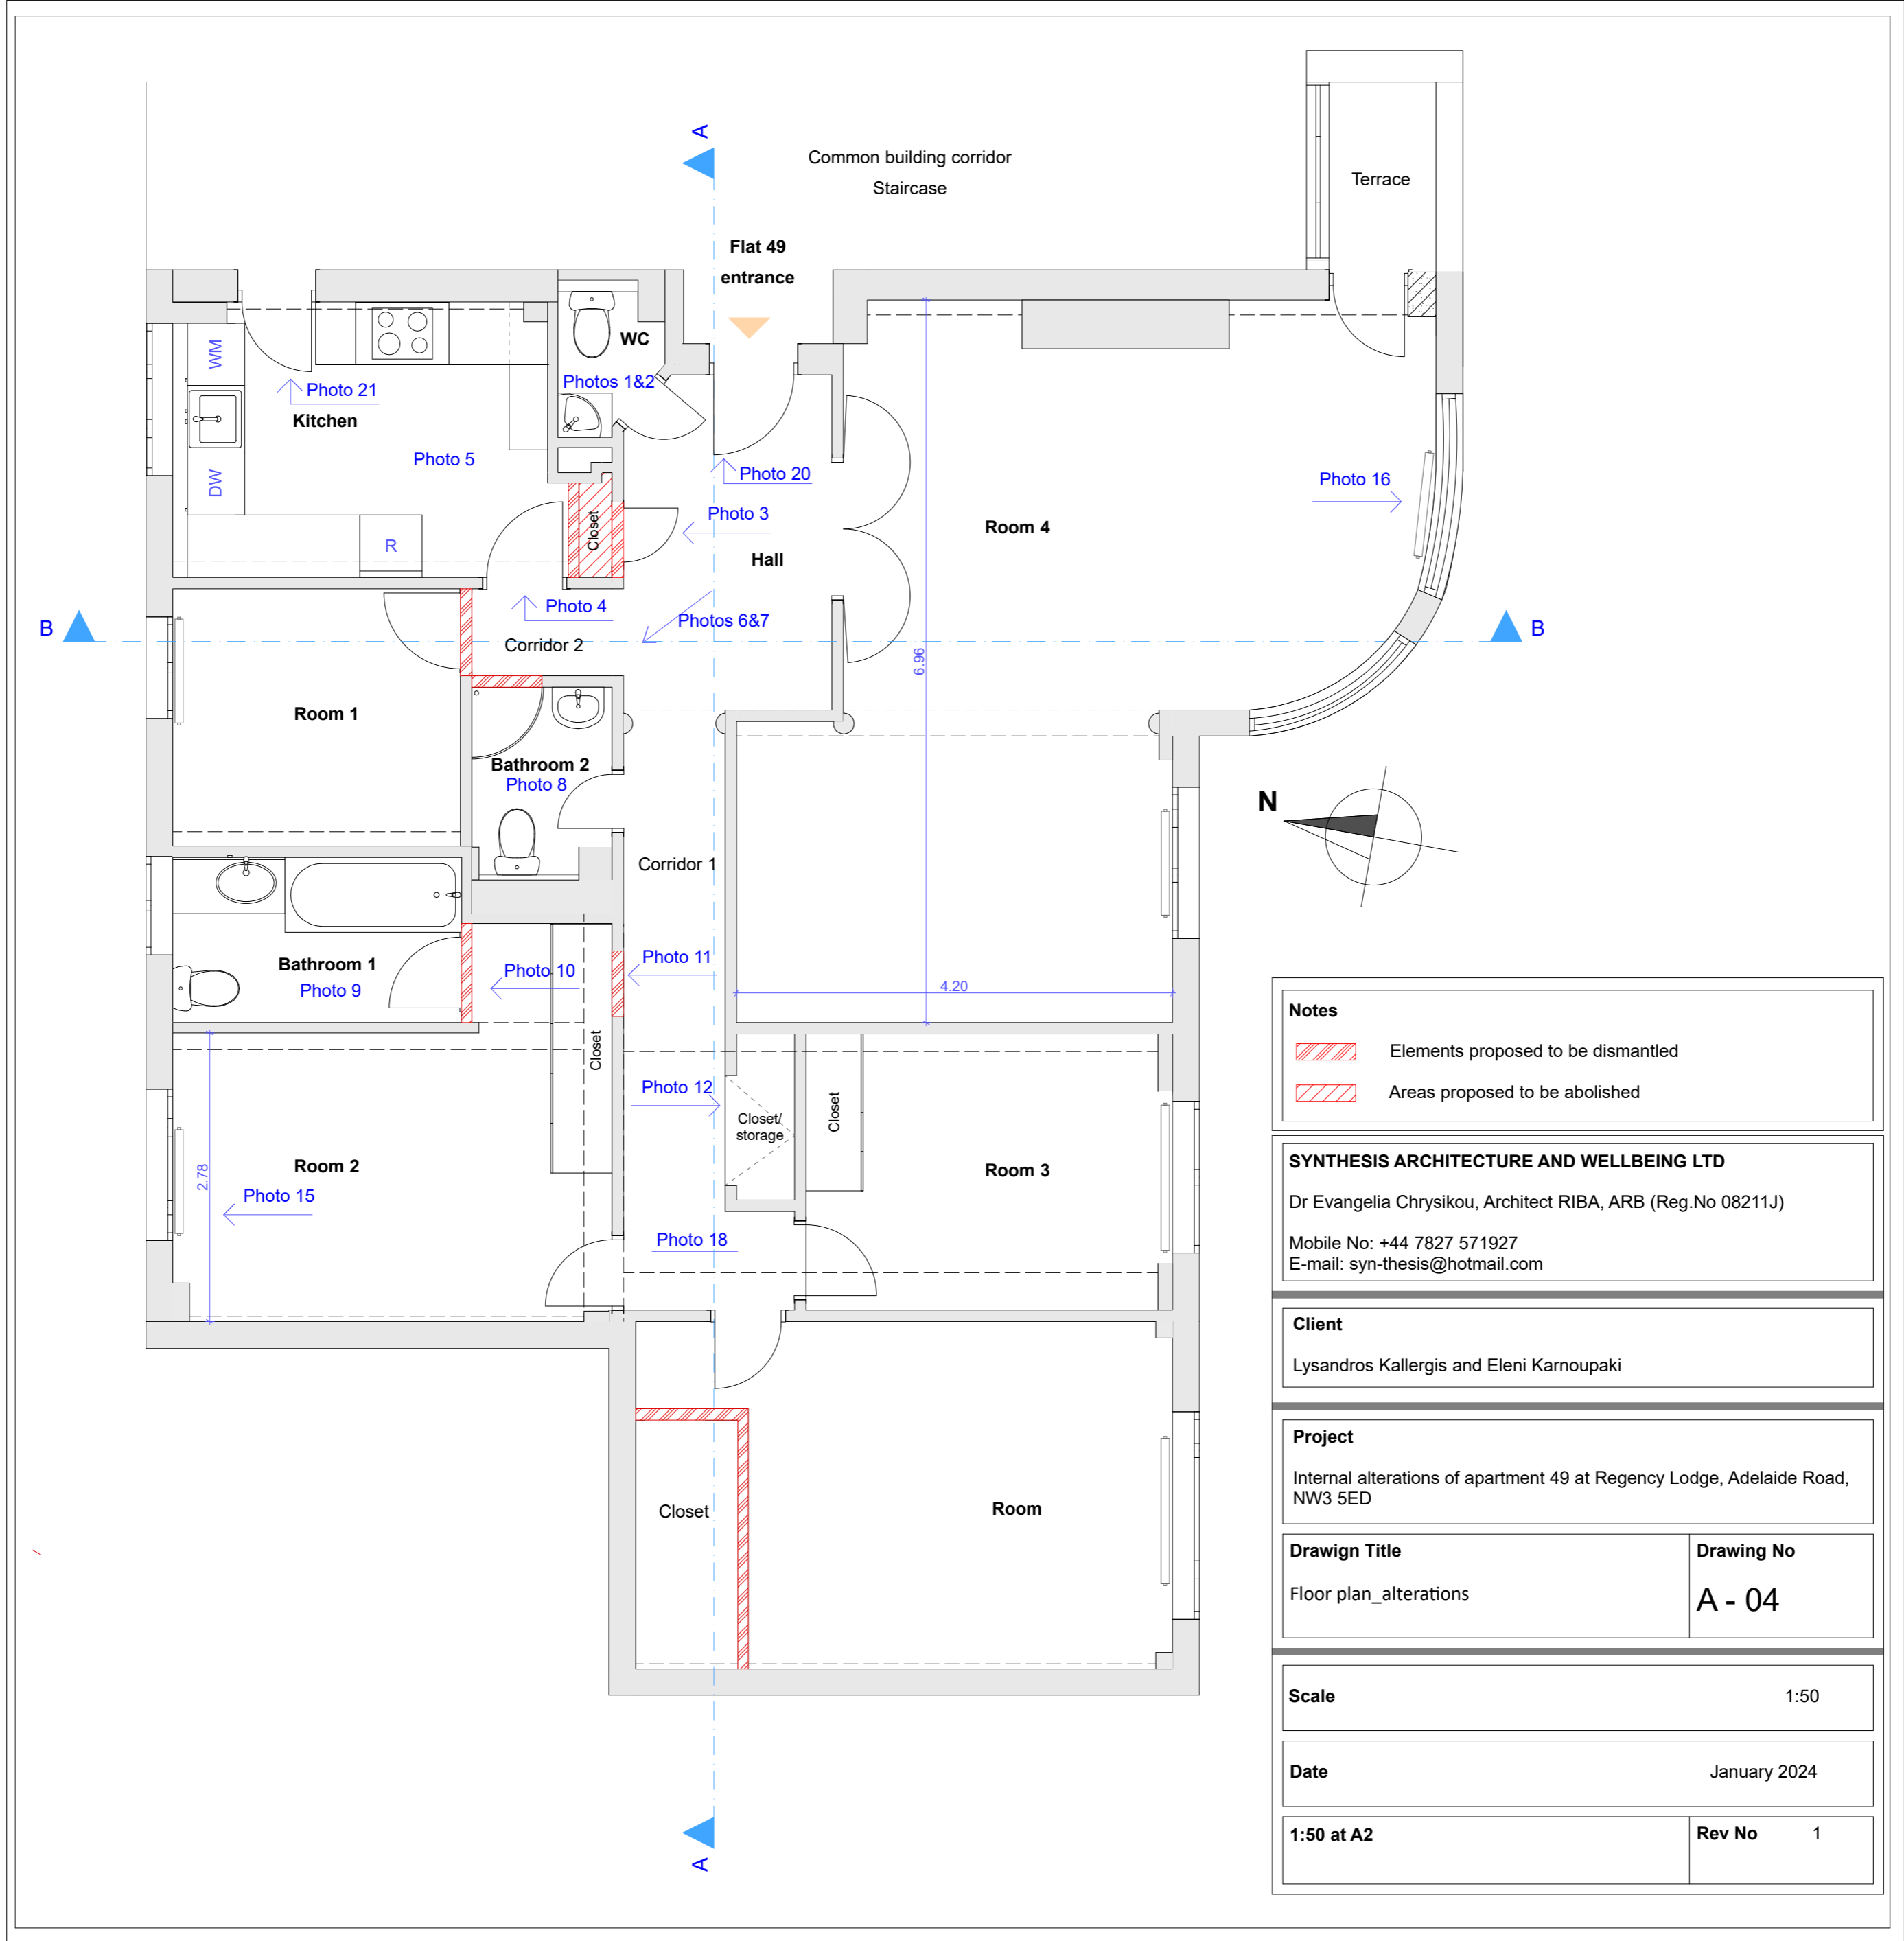 A
Common building corridor
Staircase
Terrace
Flat 49
entrance
WC
Photos 1&2
WM
Photo 21
Kitchen
Photo 5
DW
R
Closet
Photo 20
Photo 3
Hall
Room 4
Photo 16
Photo 4
Photos 6&7
B
B
Corridor 2
6.96
Room 1
Bathroom 2
Photo 8
N
Corridor 1
Bathroom 1
Photo 9
Photo 10
Photo 11
4.20
Closet
Photo 12
Closet/
storage
Closet
Room 2
2.78
Photo 15
Room 3
Photo 18
Closet
Room
A
Notes
Elements proposed to be dismantled
Areas proposed to be abolished
SYNTHESIS ARCHITECTURE AND WELLBEING LTD
Dr Evangelia Chrysikou, Architect RIBA, ARB (Reg.No 08211J)
Mobile No: +44 7827 571927
E-mail: syn-thesis@hotmail.com
Client
Lysandros Kallergis and Eleni Karnoupaki
Project
Internal alterations of apartment 49 at Regency Lodge, Adelaide Road,
NW3 5ED
Drawign Title
Floor plan_alterations
Drawing No
A - 04
Scale 1:50
Date January 2024
1:50 at A2
Rev No 1